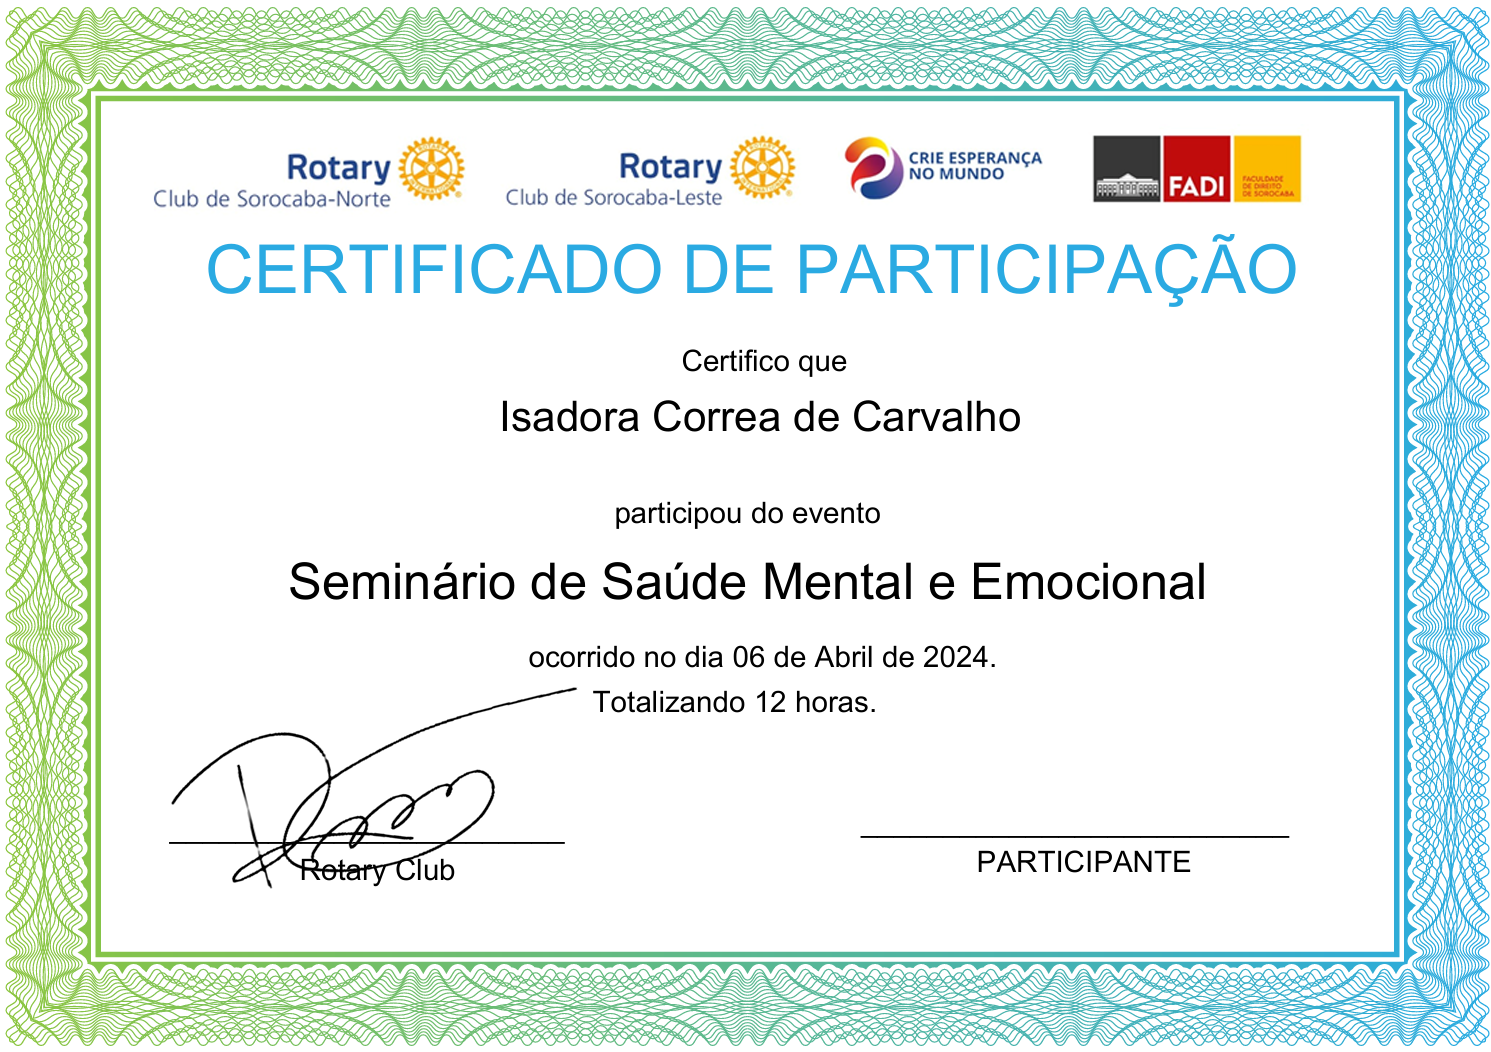 Rotary
Club de Sorocaba-Norte
Rotary
Club de Sorocaba-Leste
CRIE ESPERANÇA
NO MUNDO
FADI
FACULDADE
DE DIREITO
DE SOROCABA
CERTIFICADO DE PARTICIPAÇÃO
Certifico que
Isadora Correa de Carvalho
participou do evento
Seminário de Saúde Mental e Emocional
ocorrido no dia 06 de Abril de 2024.
Totalizando 12 horas.
Rotary Club
PARTICIPANTE